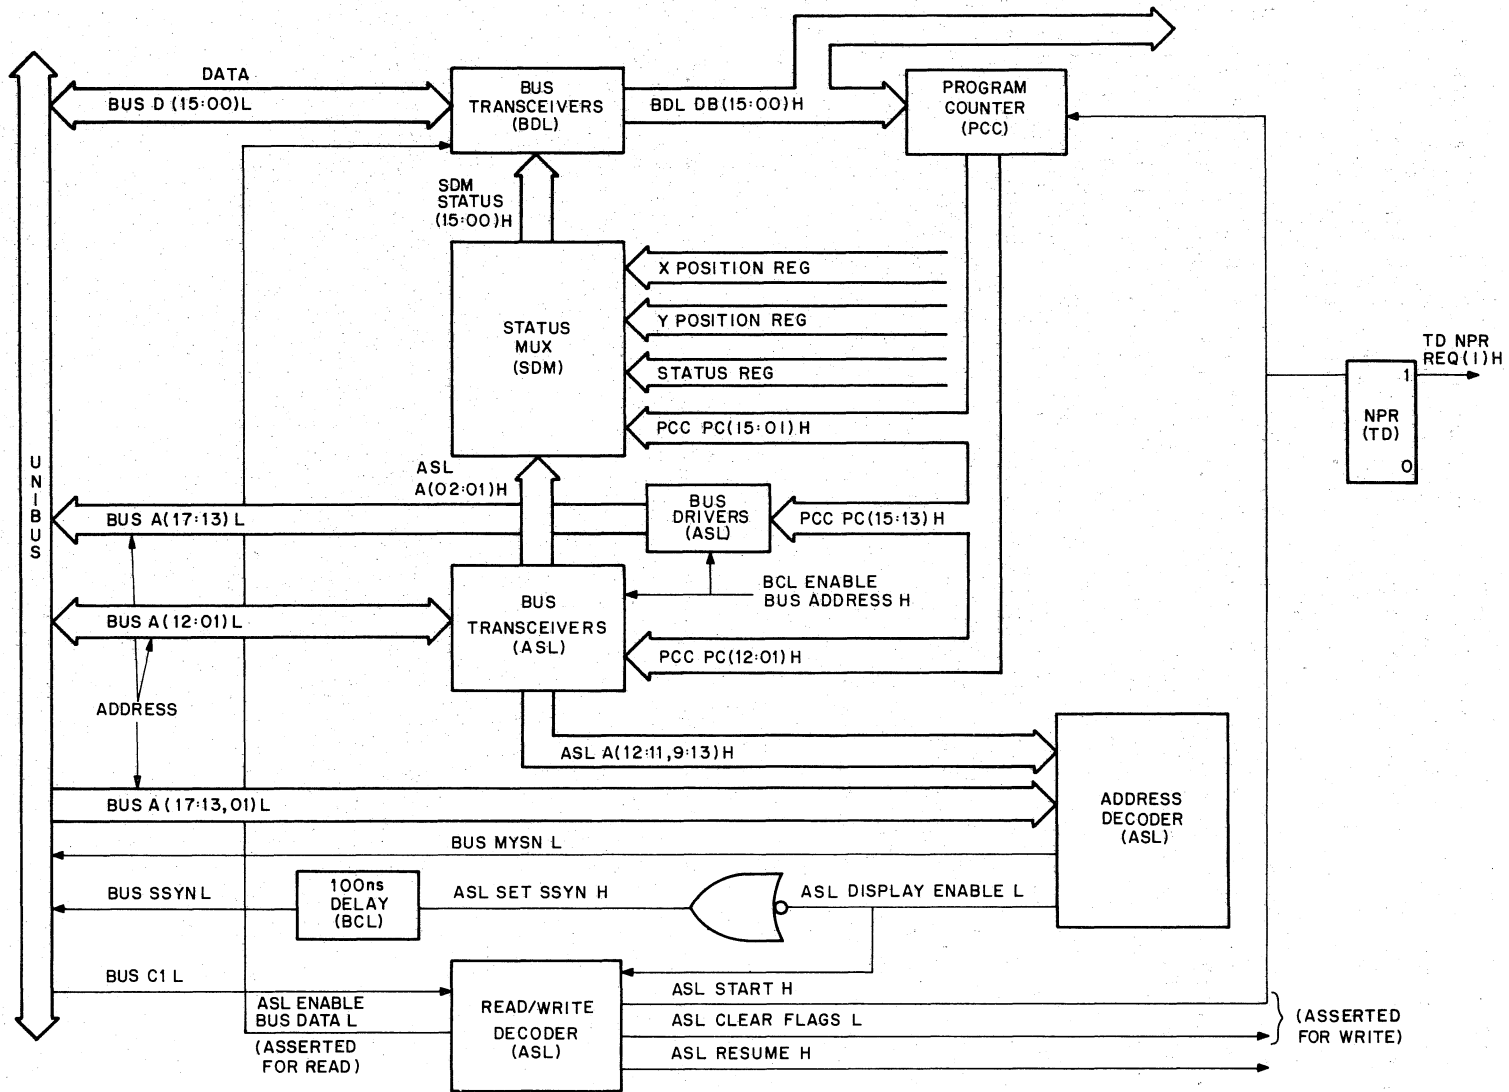 DATA
BUS D (15:00)L
BUS
TRANSCEIVERS
(BDL)
BDL DB(15:00)H
PROGRAM
COUNTER
(PCC)
SDM
STATUS
(15:00)H
X POSITION REG
Y POSITION REG
STATUS REG
PCC PC(15:01)H
STATUS
MUX
(SDM)
TD NPR
REQ(1)H
1
NPR
(TD)
0
UNIBUS
ASL
A(02:01)H
BUS A(17:13)L
BUS
DRIVERS
(ASL)
PCC PC(15:13)H
BCL ENABLE
BUS ADDRESS H
BUS A(12:01)L
BUS
TRANSCEIVERS
(ASL)
PCC PC(12:01)H
ADDRESS
ASL A(12:11,9:13)H
BUS A(17:13,01)L
ADDRESS
DECODER
(ASL)
BUS MYSN L
BUS SSYN L
100ns
DELAY
(BCL)
ASL SET SSYN H
ASL DISPLAY ENABLE L
BUS C1 L
ASL ENABLE
BUS DATA L
(ASSERTED
FOR READ)
READ/WRITE
DECODER
(ASL)
ASL START H
ASL CLEAR FLAGS L
ASL RESUME H
(ASSERTED
FOR WRITE)